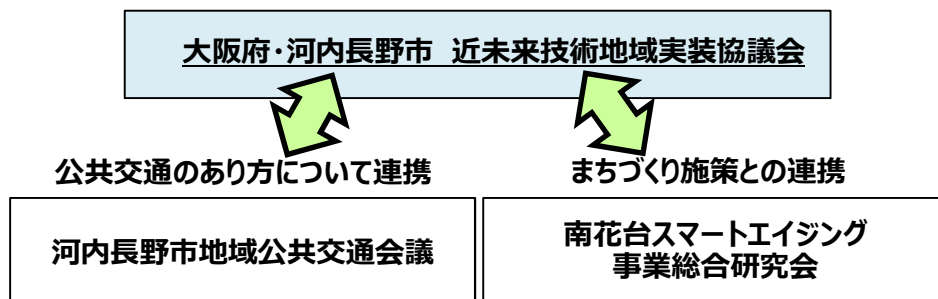 大阪府・河内長野市　近未来技術地域実装協議会
公共交通のあり方について連携
まちづくり施策との連携
河内長野市地域公共交通会議
南花台スマートエイジング
事業総合研究会